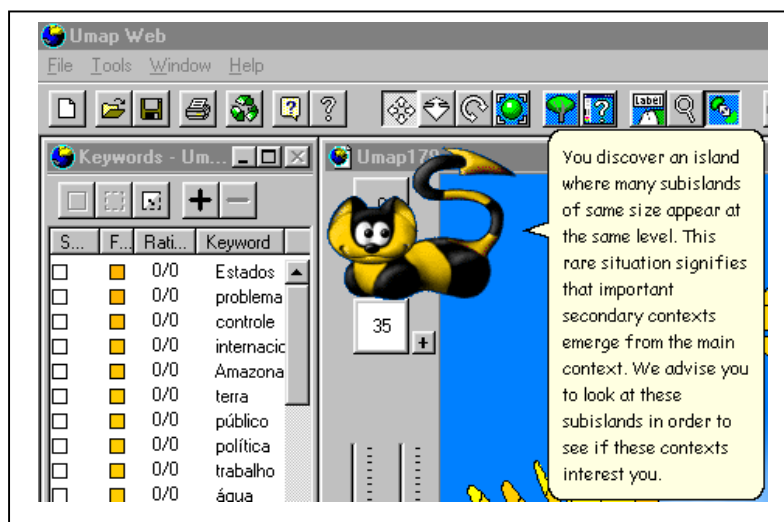 Umap Web
File Tools Window Help
Label
Keywords - Um...
Umap179
S... F... Rati... Keyword
0/0 Estados
0/0 problema
0/0 controle
0/0 internacic
0/0 Amazona
0/0 terra
0/0 público
0/0 política
0/0 trabalho
0/0 água
35
You discover an island
where many subislands
of same size appear at
the same level. This
rare situation signifies
that important
secondary contexts
emerge from the main
context. We advise you
to look at these
subislands in order to
see if these contexts
interest you.